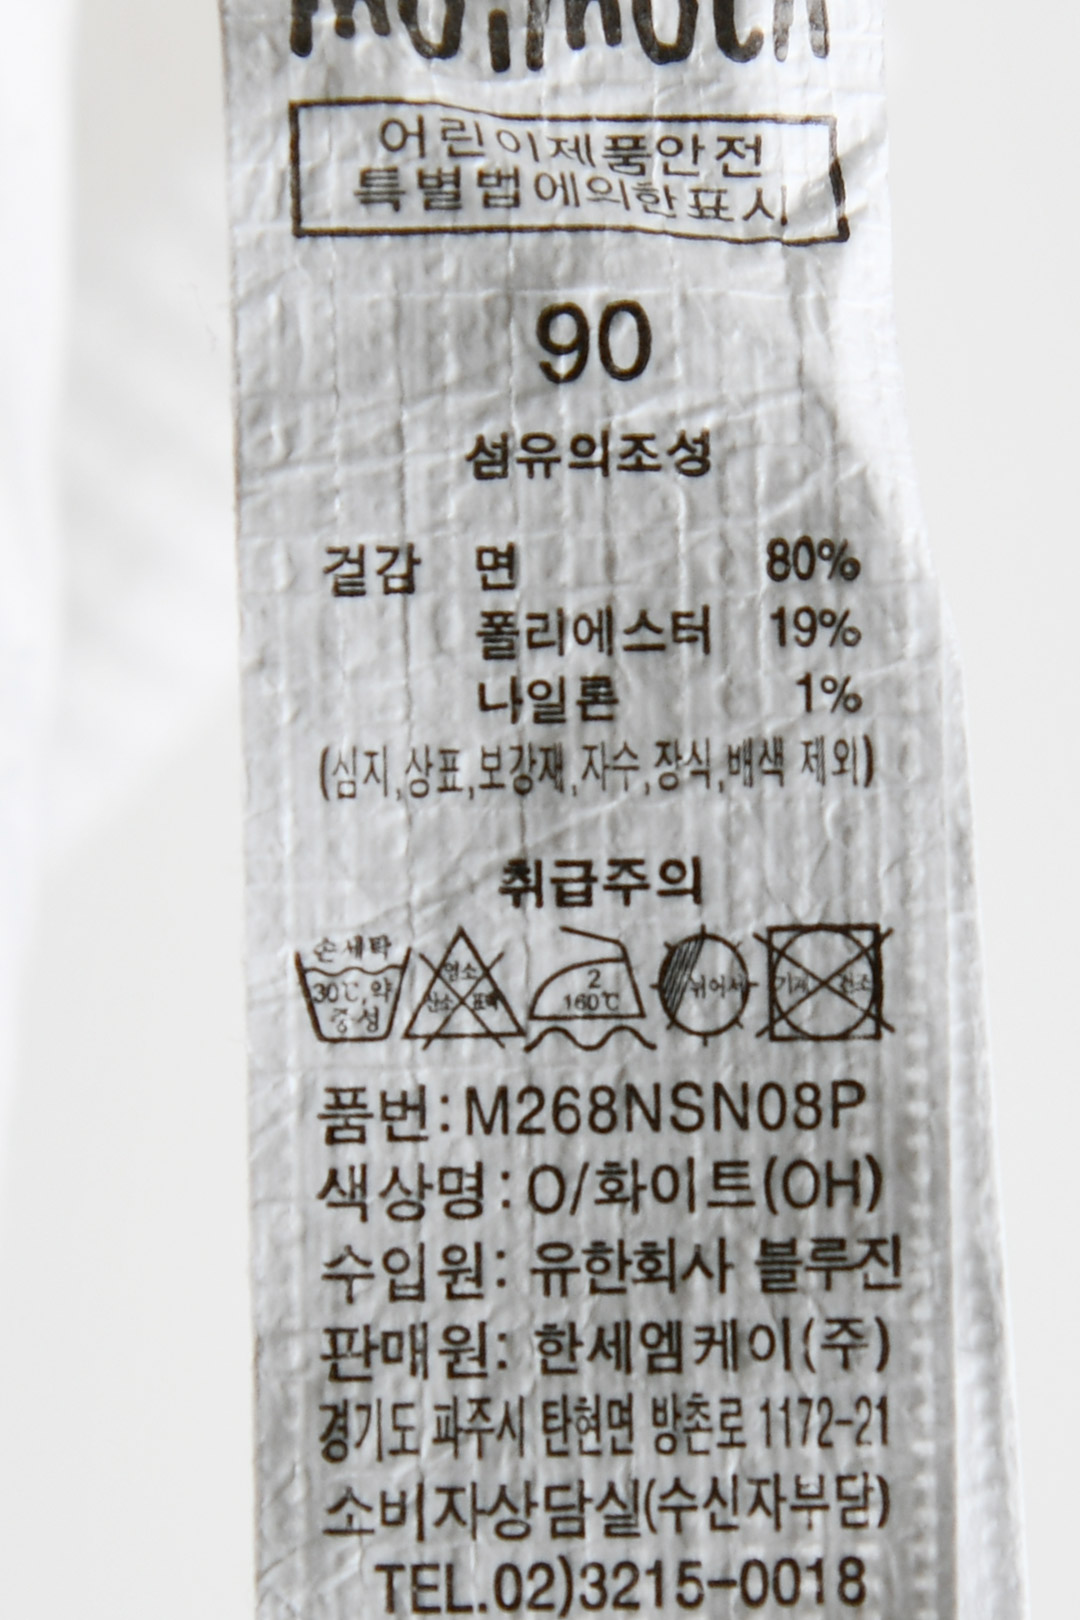 어린이제품안전
특별법에의한표시
90
섬유의조성
겉감 면 80%
폴리에스터 19%
나일론 1%
(심지,상표,보강재,자수,장식,배색 제외)
취급주의
손세탁
30℃,약
중성
염소
산소 표백
2
160℃
뉘어서
기계 건조
품번:M268NSN08P
색상명:O/화이트(OH)
수입원: 유한회사 블루진
판매원: 한세엠케이(주)
경기도 파주시 탄현면 방촌로 1172-21
소비자상담실(수신자부담)
TEL.02)3215-0018